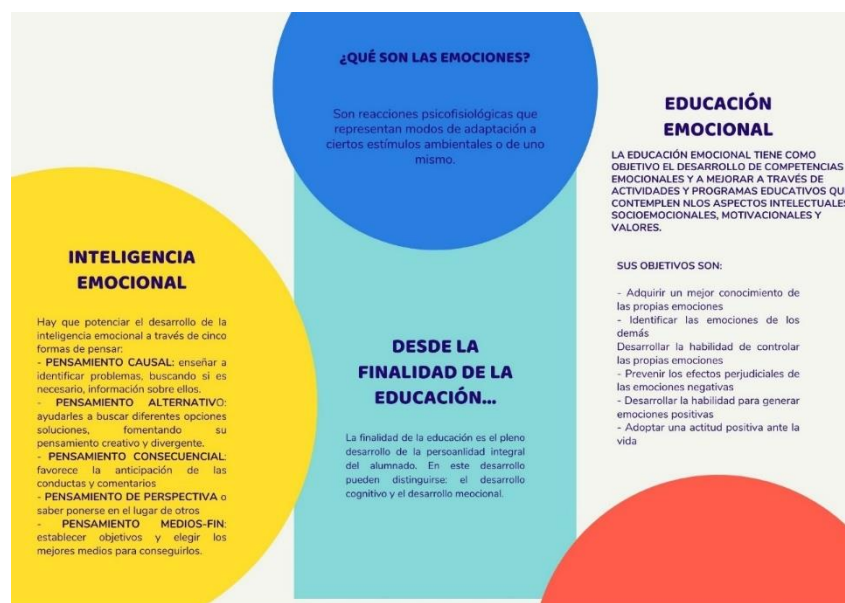 ¿QUÉ SON LAS EMOCIONES?
Son reacciones psicofisiológicas que
representan modos de adaptación a
ciertos estímulos ambientales o de uno
mismo.
INTELIGENCIA
EMOCIONAL
Hay que potenciar el desarrollo de la
inteligencia emocional a través de cinco
formas de pensar:
- PENSAMIENTO CAUSAL: enseñar a
identificar problemas, buscando si es
necesario, información sobre ellos.
- PENSAMIENTO ALTERNATIVO:
ayudarles a buscar diferentes opciones
soluciones, fomentando su
pensamiento creativo y divergente.
- PENSAMIENTO CONSECUENCIAL:
favorece la anticipación de las
conductas y comentarios
- PENSAMIENTO DE PERSPECTIVA o
saber ponerse en el lugar de otros
- PENSAMIENTO MEDIOS-FIN:
establecer objetivos y elegir los
mejores medios para conseguirlos.
DESDE LA
FINALIDAD DE LA
EDUCACIÓN...
La finalidad de la educación es el pleno
desarrollo de la persoanlidad integral
del alumnado. En este desarrollo
pueden distinguirse: el desarrollo
cognitivo y el desarrollo meocional.
EDUCACIÓN
EMOCIONAL
LA EDUCACIÓN EMOCIONAL TIENE COMO
OBJETIVO EL DESARROLLO DE COMPETENCIAS
EMOCIONALES Y A MEJORAR A TRAVÉS DE
ACTIVIDADES Y PROGRAMAS EDUCATIVOS QU
CONTEMPLEN NLOS ASPECTOS INTELECTUALES
SOCIOEMOCIONALES, MOTIVACIONALES Y
VALORES.
SUS OBJETIVOS SON:
- Adquirir un mejor conocimiento de
las propias emociones
- Identificar las emociones de los
demás
Desarrollar la habilidad de controlar
las propias emociones
- Prevenir los efectos perjudiciales de
las emociones negativas
- Desarrollar la habilidad para generar
emociones positivas
- Adoptar una actitud positiva ante la
vida